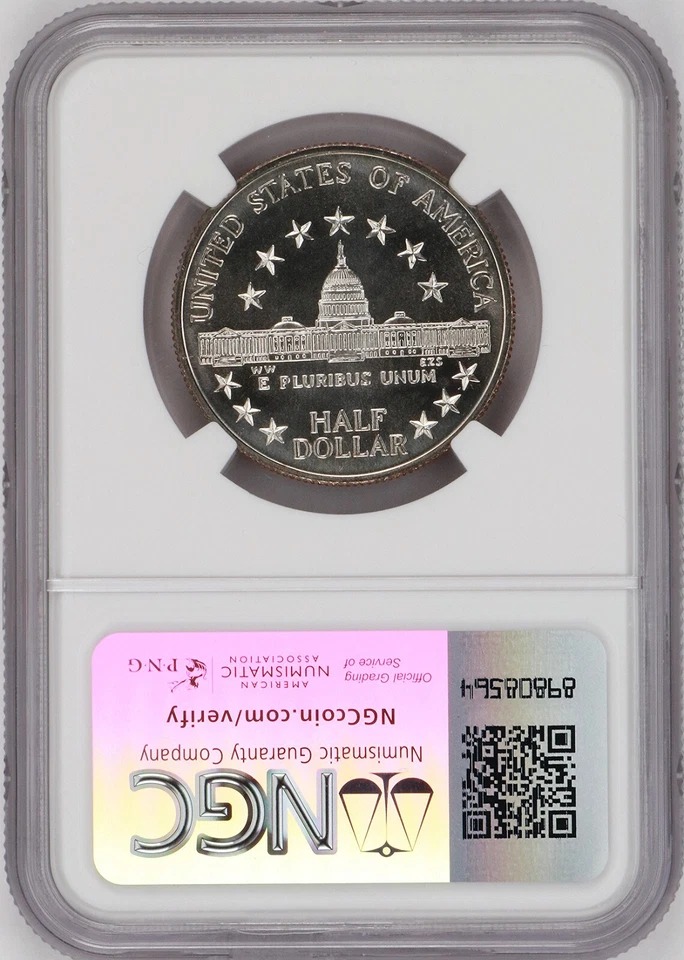 UNITED STATES OF AMERICA
WW
EZS
E PLURIBUS UNUM
HALF
DOLLAR
NGC
Numismatic Guaranty Company
NGCcoin.com/verify
Official Grading
Service of
AMERICAN
NUMISMATIC
ASSOCIATION
P·N·G
89808564